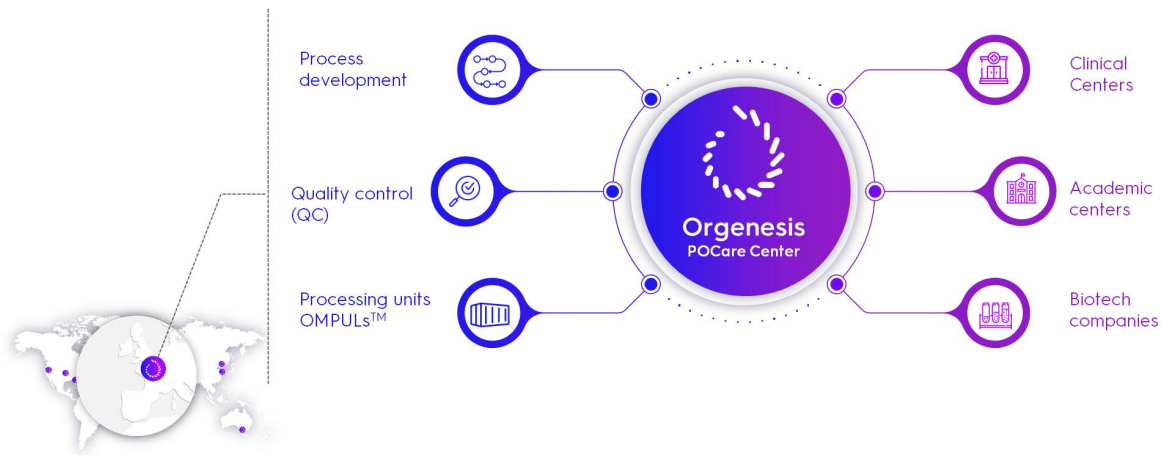 Process
development
Quality control
(QC)
Processing units
OMPULs™
Orgenesis
POCare Center
Clinical
Centers
Academic
centers
Biotech
companies